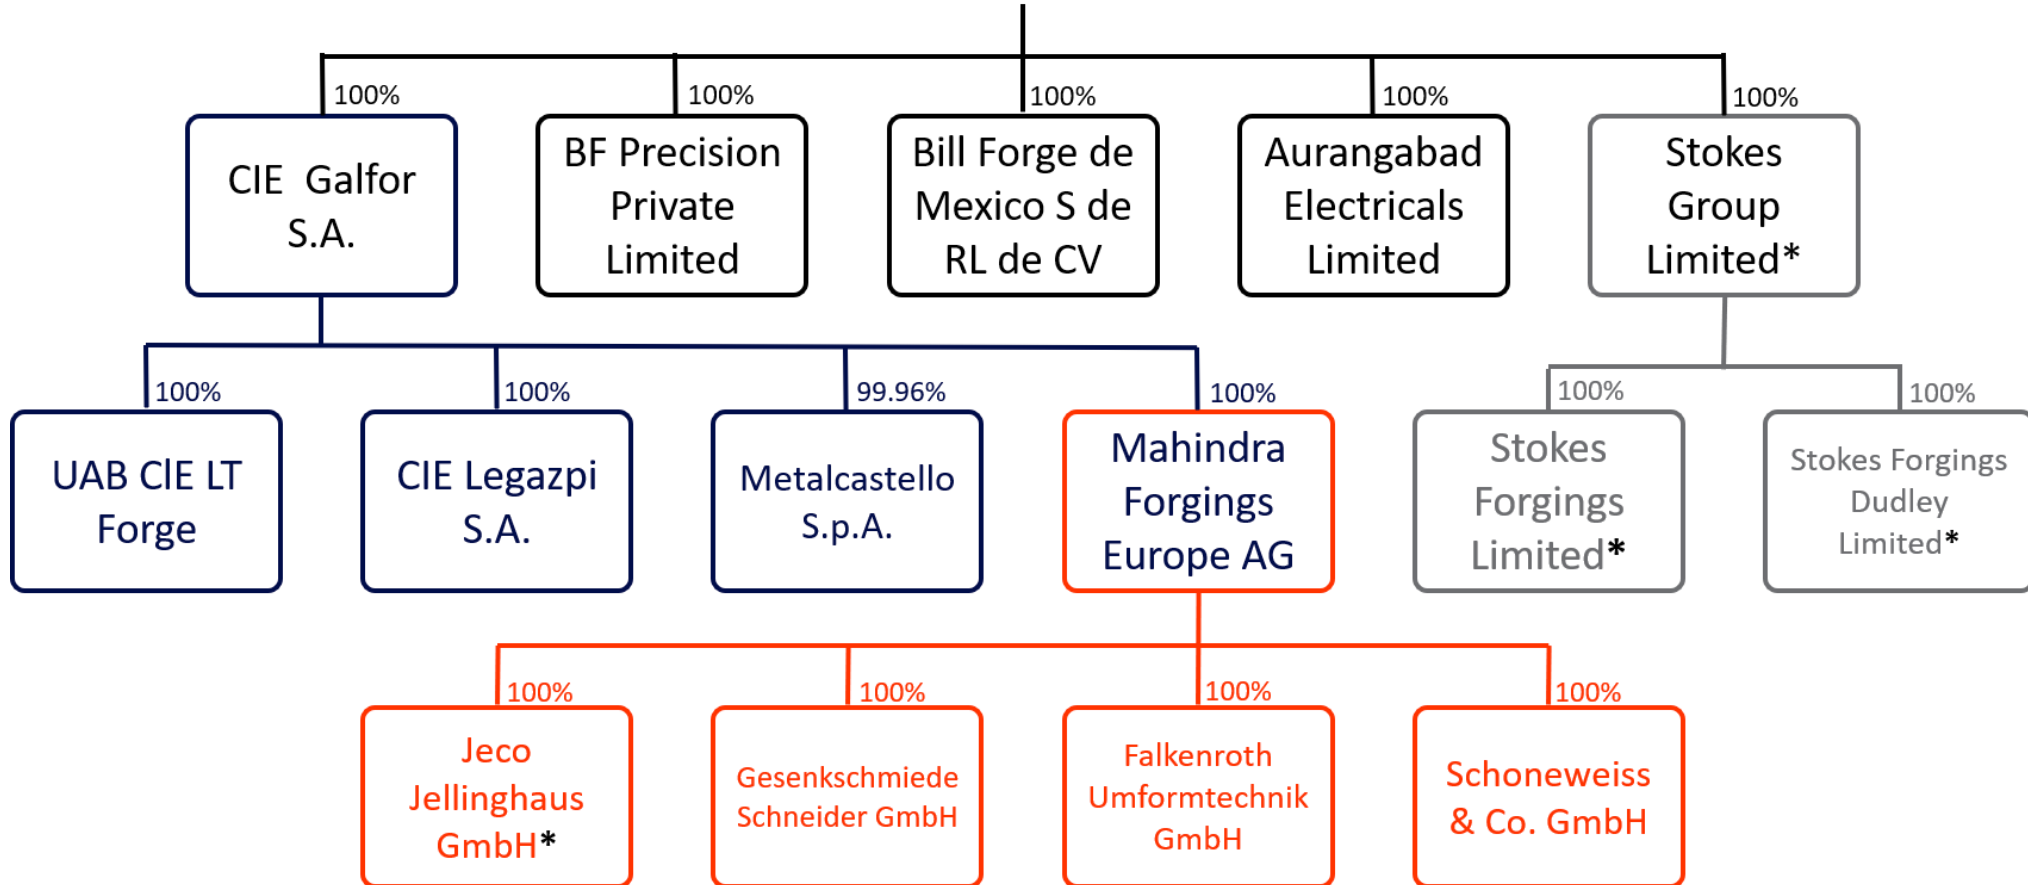 100%
100%
100%
100%
100%
CIE Galfor
S.A.
BF Precision
Private
Limited
Bill Forge de
Mexico S de
RL de CV
Aurangabad
Electricals
Limited
Stokes
Group
Limited*
100%
100%
99.96%
100%
100%
100%
UAB CIE LT
Forge
CIE Legazpi
S.A.
Metalcastello
S.p.A.
Mahindra
Forgings
Europe AG
Stokes
Forgings
Limited*
Stokes Forgings
Dudley
Limited*
100%
100%
100%
100%
Jeco
Jellinghaus
GmbH*
Gesenkschmiede
Schneider GmbH
Falkenroth
Umformtechnik
GmbH
Schoneweiss
& Co. GmbH